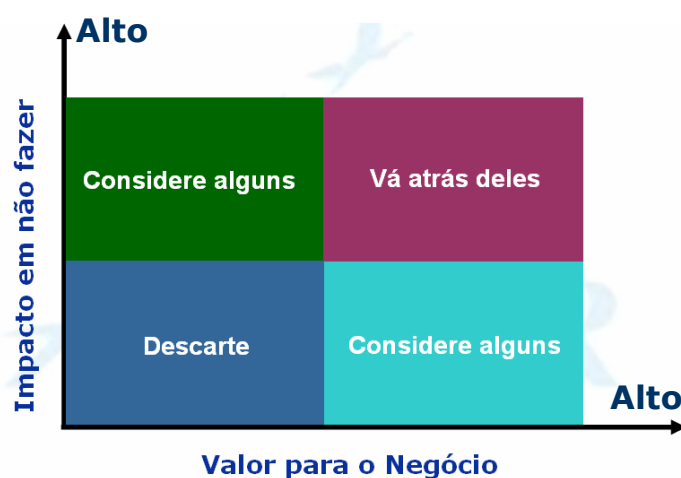 Alto
Impacto em não fazer
Considere alguns
Vá atrás deles
Descarte
Considere alguns
Alto
Valor para o Negócio